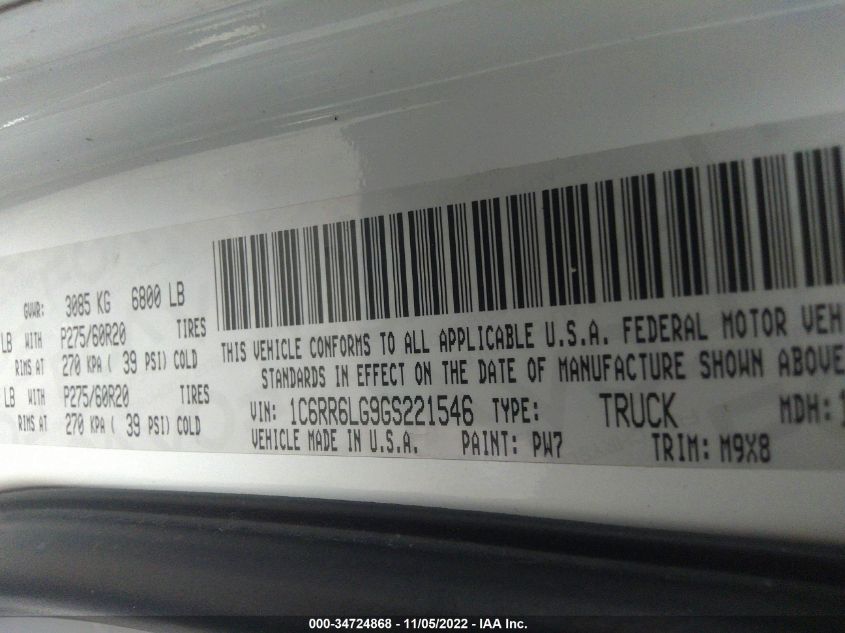 GVWR: 3085 KG 6800 LB
LB WITH P275/60R20 TIRES
RIMS AT 270 KPA ( 39 PSI) COLD
LB WITH P275/60R20 TIRES
RIMS AT 270 KPA ( 39 PSI) COLD
THIS VEHICLE CONFORMS TO ALL APPLICABLE U.S.A. FEDERAL MOTOR VEH
STANDARDS IN EFFECT ON THE DATE OF MANUFACTURE SHOWN ABOVE
VIN: 1C6RR6LG9GS221546 TYPE: TRUCK MDH: 1
VEHICLE MADE IN U.S.A. PAINT: PW7 TRIM: M9X8
000-34724868 - 11/05/2022 - IAA Inc.